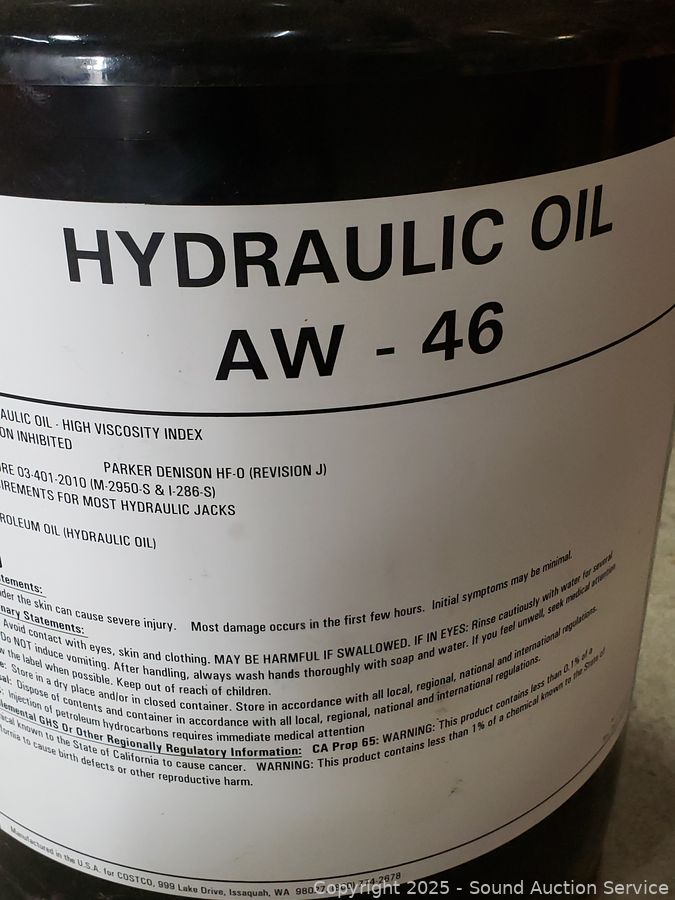 HYDRAULIC OIL
AW - 46
AULIC OIL - HIGH VISCOSITY INDEX
ON INHIBITED
RE 03-401-2010 (M-2950-S & I-286-S) PARKER DENISON HF-0 (REVISION J)
IREMENTS FOR MOST HYDRAULIC JACKS
ROLEUM OIL (HYDRAULIC OIL)
tements:
der the skin can cause severe injury. Most damage occurs in the first few hours. Initial symptoms may be minimal.
nary Statements:
Avoid contact with eyes, skin and clothing. MAY BE HARMFUL IF SWALLOWED. IF IN EYES: Rinse cautiously with water for several
Do NOT induce vomiting. After handling, always wash hands thoroughly with soap and water. If you feel unwell, seek medical attention
w the label when possible. Keep out of reach of children.
e: Store in a dry place and/or in closed container. Store in accordance with all local, regional, national and international regulations.
al: Dispose of contents and container in accordance with all local, regional, national and international regulations.
: Injection of petroleum hydrocarbons requires immediate medical attention
lemental GHS Or Other Regionally Regulatory Information: CA Prop 65: WARNING: This product contains less than 0.1% of a
ical known to the State of California to cause cancer. WARNING: This product contains less than 1% of a chemical known to the State of
fornia to cause birth defects or other reproductive harm.
Manufactured in the U.S.A. for COSTCO, 999 Lake Drive, Issaquah, WA 98027 774-2678
Copyright 2025 - Sound Auction Service